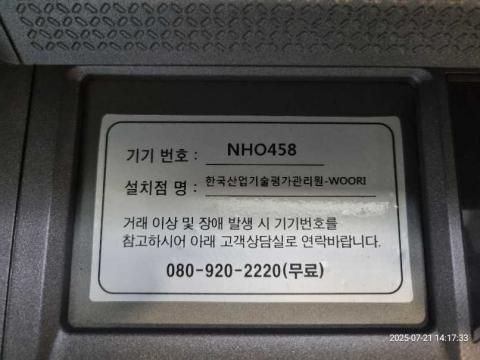 기기 번호 : NHO458
설치점 명 : 한국산업기술평가관리원-WOORI
거래 이상 및 장애 발생 시 기기번호를
참고하시어 아래 고객상담실로 연락바랍니다.
080-920-2220(무료)
2025-07-21 14:17:33